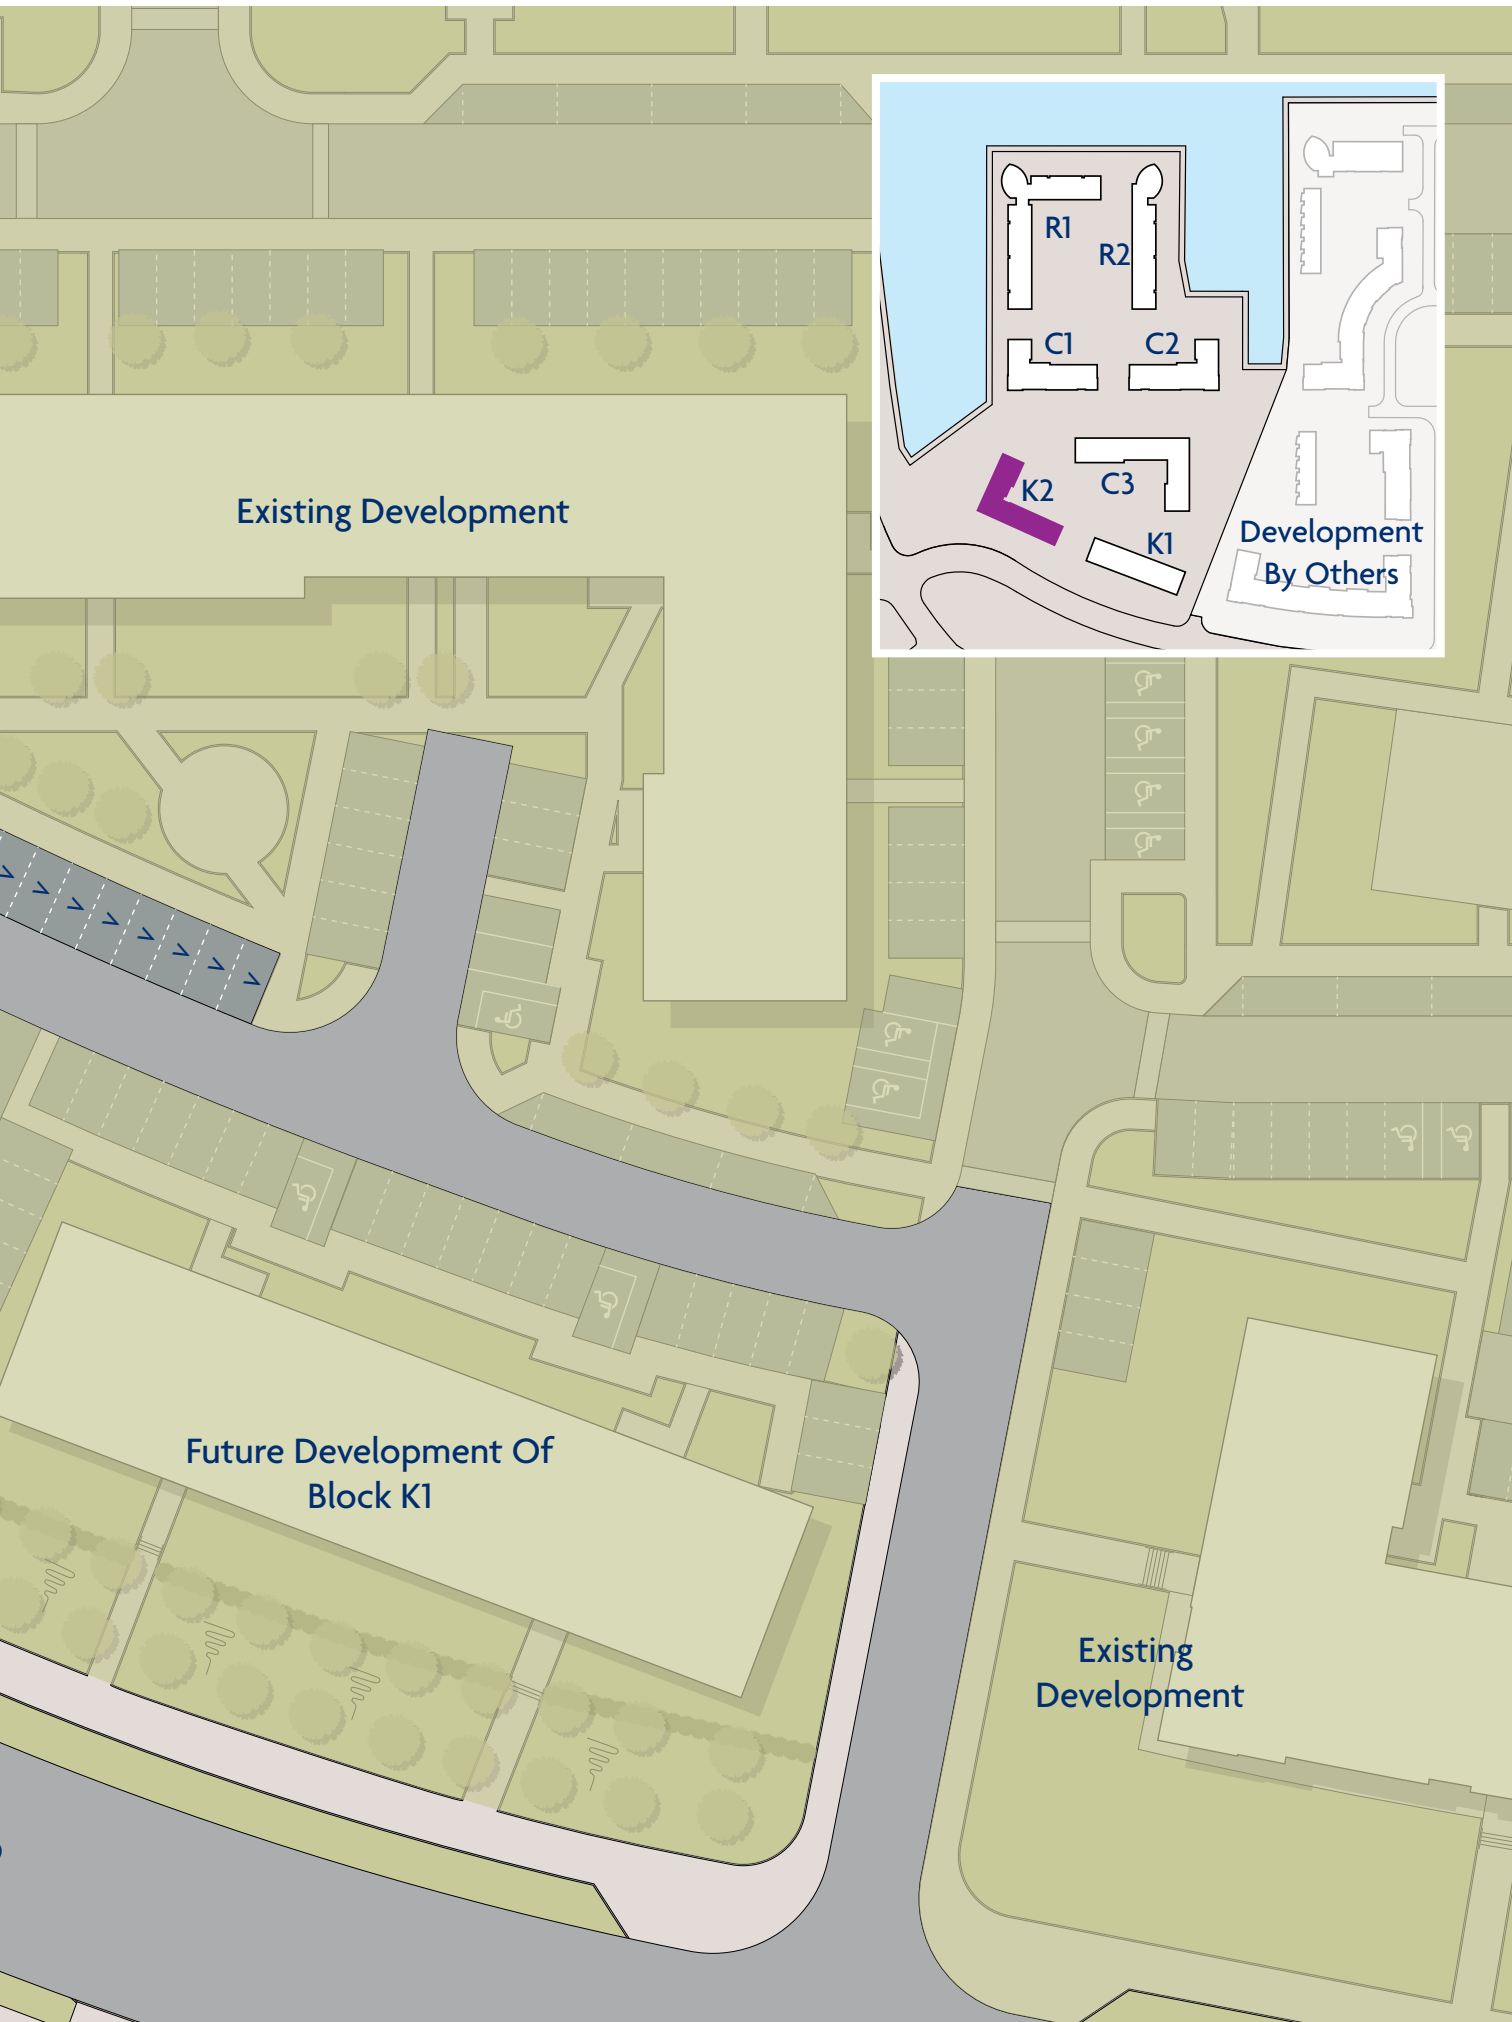 R1
R2
C1
C2
K2
C3
K1
Development
By Others
Existing Development
V
V
V
V
V
V
V
V
Future Development Of
Block K1
Existing
Development